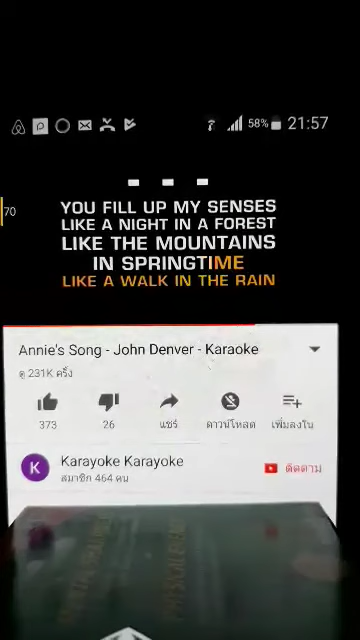 58% 21:57
70
YOU FILL UP MY SENSES
LIKE A NIGHT IN A FOREST
LIKE THE MOUNTAINS
IN SPRINGTIME
LIKE A WALK IN THE RAIN
Annie's Song - John Denver - Karaoke
ดู 231K ครั้ง
373 26 แชร์ ดาวน์โหลด เพิ่มลงใน
K Karayoke Karayoke ติดตาม
สมาชิก 464 คน